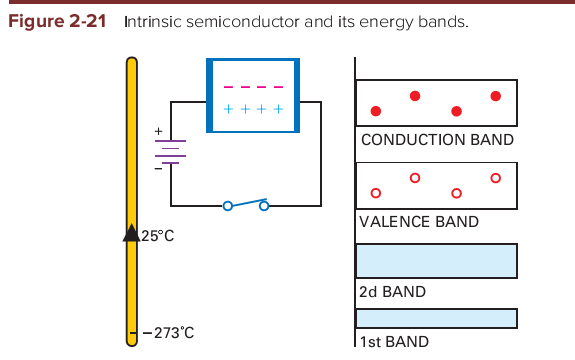 Figure 2-21 Intrinsic semiconductor and its energy bands.
− − − −
+ + + +
+
−
CONDUCTION BAND
VALENCE BAND
25°C
2d BAND
−273°C
1st BAND